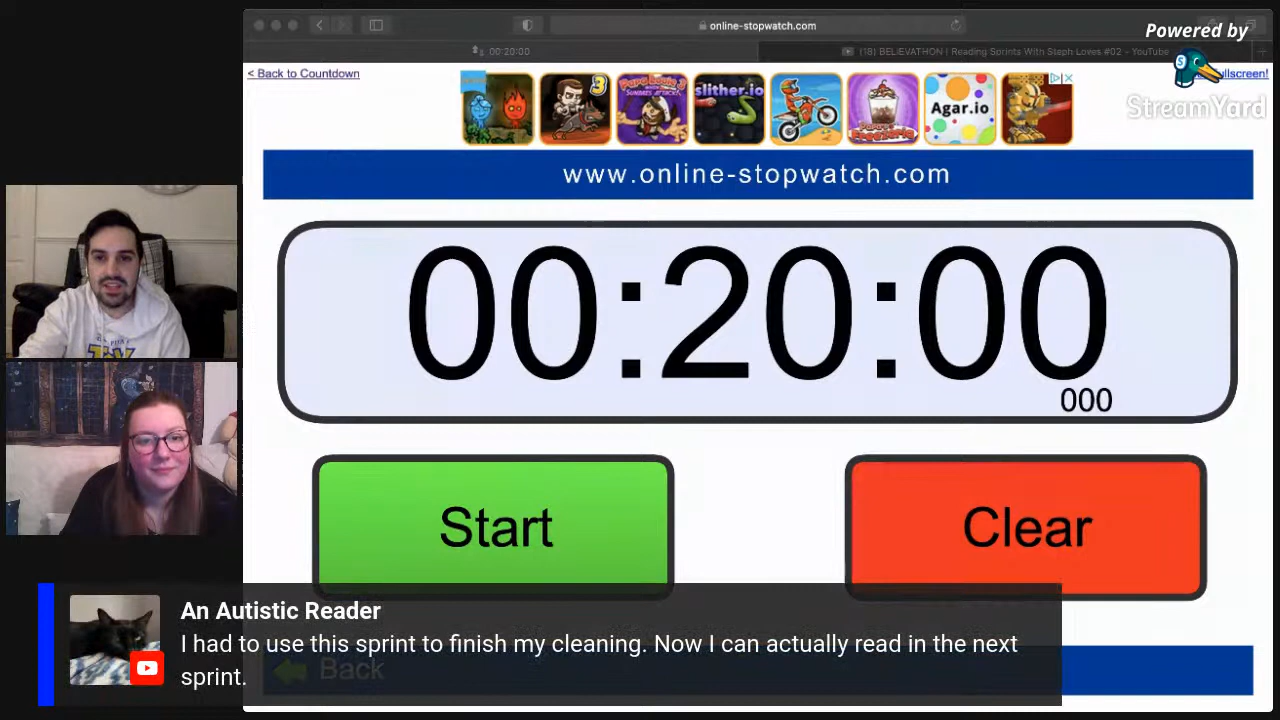 Powered by
StreamYard
online-stopwatch.com
00:20:00
(18) BELIEVATHON | Reading Sprints With Steph Loves #02 - YouTube
< Back to Countdown
ullscreen!
3
slither.io
Agar.io
www.online-stopwatch.com
00:20:00
000
Start
Clear
An Autistic Reader
I had to use this sprint to finish my cleaning. Now I can actually read in the next
sprint.
Back